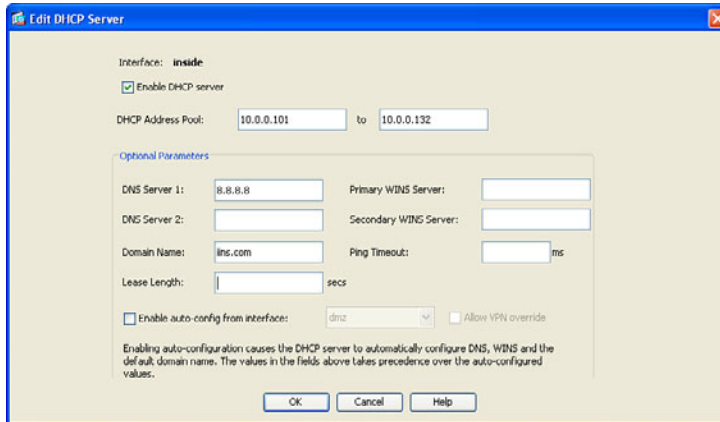 Edit DHCP Server
Interface: inside
Enable DHCP server
DHCP Address Pool: 10.0.0.101 to 10.0.0.132
Optional Parameters
DNS Server 1: 8.8.8.8 Primary WINS Server:
DNS Server 2: Secondary WINS Server:
Domain Name: iins.com Ping Timeout: ms
Lease Length: secs
Enable auto-config from interface: dmz Allow VPN override
Enabling auto-configuration causes the DHCP server to automatically configure DNS, WINS and the
default domain name. The values in the fields above takes precedence over the auto-configured
values.
OK Cancel Help